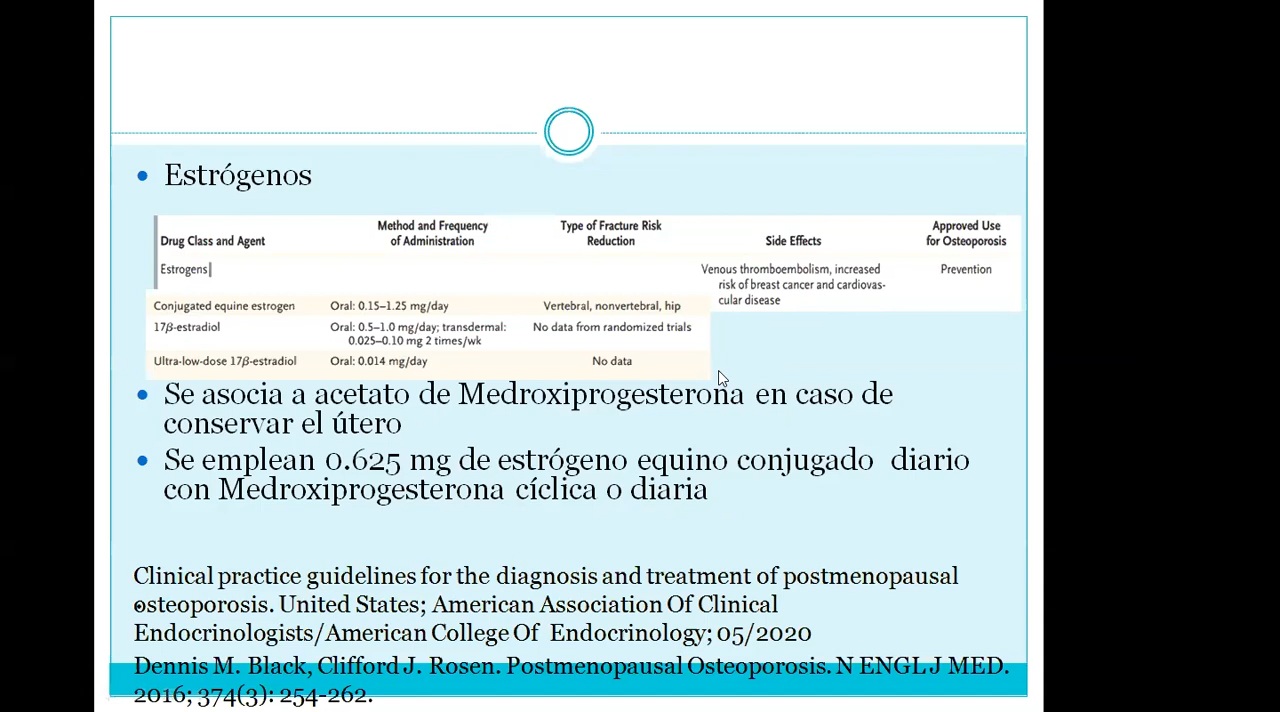 Estrógenos
Drug Class and Agent Method and Frequency of Administration Type of Fracture Risk Reduction Side Effects Approved Use for Osteoporosis
Estrogens Venous thromboembolism, increased risk of breast cancer and cardiovas-cular disease Prevention
Conjugated equine estrogen Oral: 0.15–1.25 mg/day Vertebral, nonvertebral, hip
17β-estradiol Oral: 0.5–1.0 mg/day; transdermal: 0.025–0.10 mg 2 times/wk No data from randomized trials
Ultra-low-dose 17β-estradiol Oral: 0.014 mg/day No data
Se asocia a acetato de Medroxiprogesterona en caso de
conservar el útero
Se emplean 0.625 mg de estrógeno equino conjugado diario
con Medroxiprogesterona cíclica o diaria
Clinical practice guidelines for the diagnosis and treatment of postmenopausal
osteoporosis. United States; American Association Of Clinical
Endocrinologists/American College Of Endocrinology; 05/2020
Dennis M. Black, Clifford J. Rosen. Postmenopausal Osteoporosis. N ENGL J MED.
2016; 374(3): 254-262.